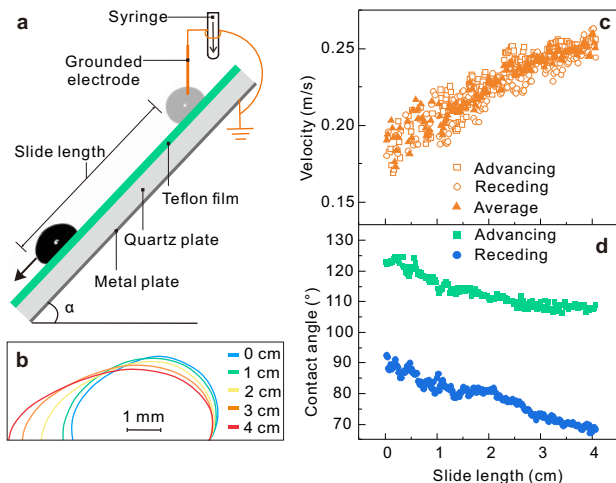 a
Syringe
Grounded
electrode
Slide length
Teflon film
Quartz plate
Metal plate
α
b
0 cm
1 cm
2 cm
3 cm
4 cm
1 mm
c
0.25
0.20
0.15
Velocity (m/s)
Advancing
Receding
Average
d
Advancing
Receding
130
120
110
100
90
80
70
Contact angle (°)
0 1 2 3 4
Slide length (cm)